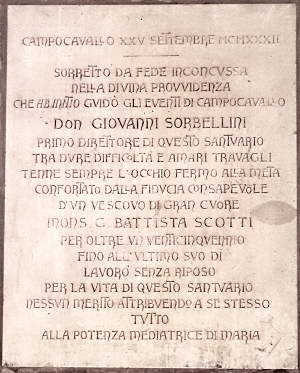 CAMPOCAVALLO XXV SETTEMBRE MCMXXXII
SORRETTO DA FEDE INCONCUSSA
NELLA DIVINA PROVVIDENZA
CHE AB INITIO GUIDÒ GLI EVENTI DI CAMPOCAVALLO
DON GIOVANNI SORBELLINI
PRIMO DIRETTORE DI QUESTO SANTUARIO
TRA DURE DIFFICOLTÀ E AMARI TRAVAGLI
TENNE SEMPRE L'OCCHIO FERMO ALLA META
CONFORTATO DALLA FIDUCIA CONSAPEVOLE
D'UN VESCOVO DI GRAN CUORE
MONS. G. BATTISTA SCOTTI
PER OLTRE UN VENTICINQUENNIO
FINO ALL'ULTIMO SUO DI
LAVORÒ SENZA RIPOSO
PER LA VITA DI QUESTO SANTUARIO
NESSUN MERITO ATTRIBUENDO A SE STESSO
TUTTO
ALLA POTENZA MEDIATRICE DI MARIA